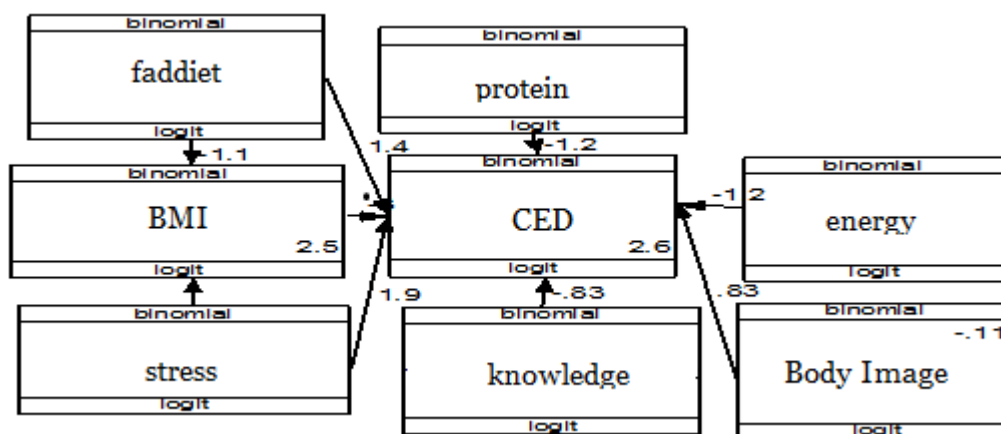 binomial
faddiet
logit
binomial
protein
logit
-1.1
1.4
-1.2
binomial
BMI
2.5
logit
binomial
CED
2.6
logit
-1.2
energy
logit
1.9
-.83
.83
binomial
stress
logit
binomial
knowledge
logit
binomial
-.11
Body Image
logit
binomial